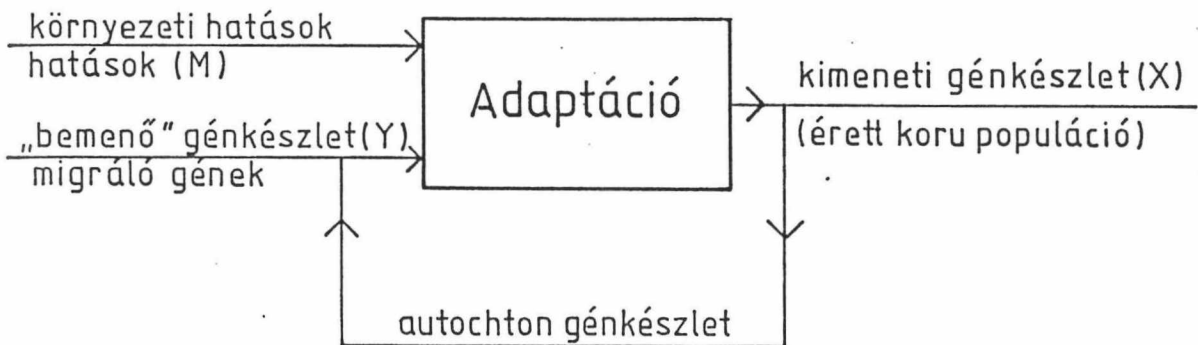 környezeti hatások
hatások (M)
„bemenő" génkészlet(Y)
migráló gének
Adaptáció
kimeneti génkészlet(X)
(érett koru populáció)
autochton génkészlet